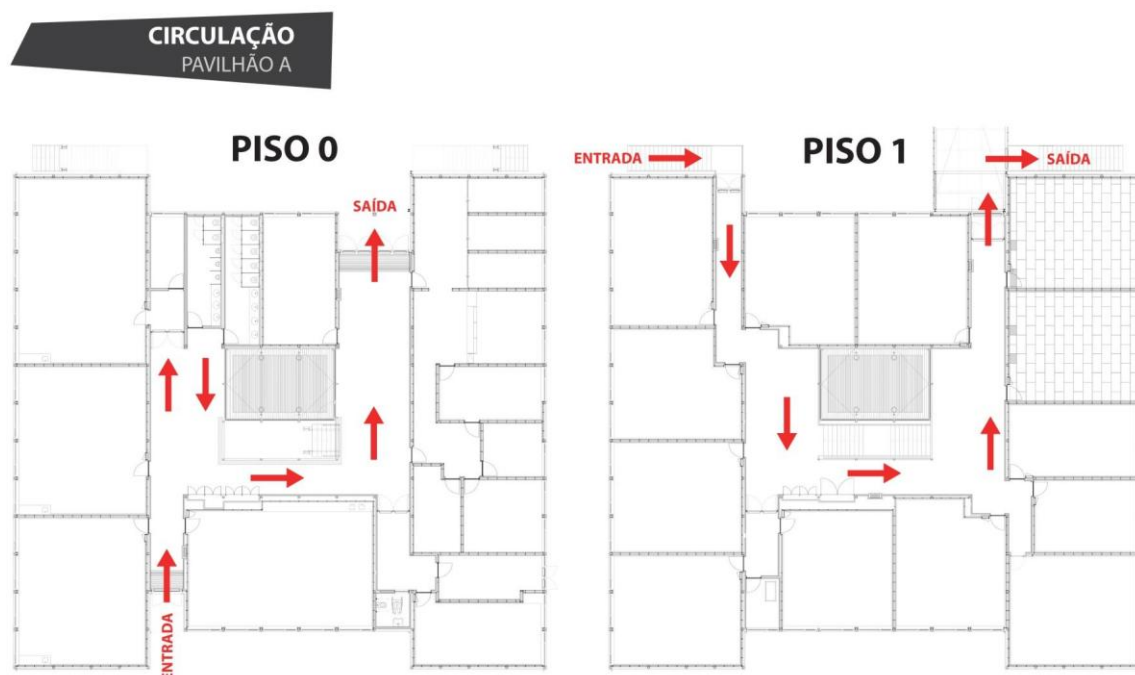 CIRCULAÇÃO
PAVILHÃO A
PISO 0
PISO 1
ENTRADA
SAÍDA
SAÍDA
ENTRADA